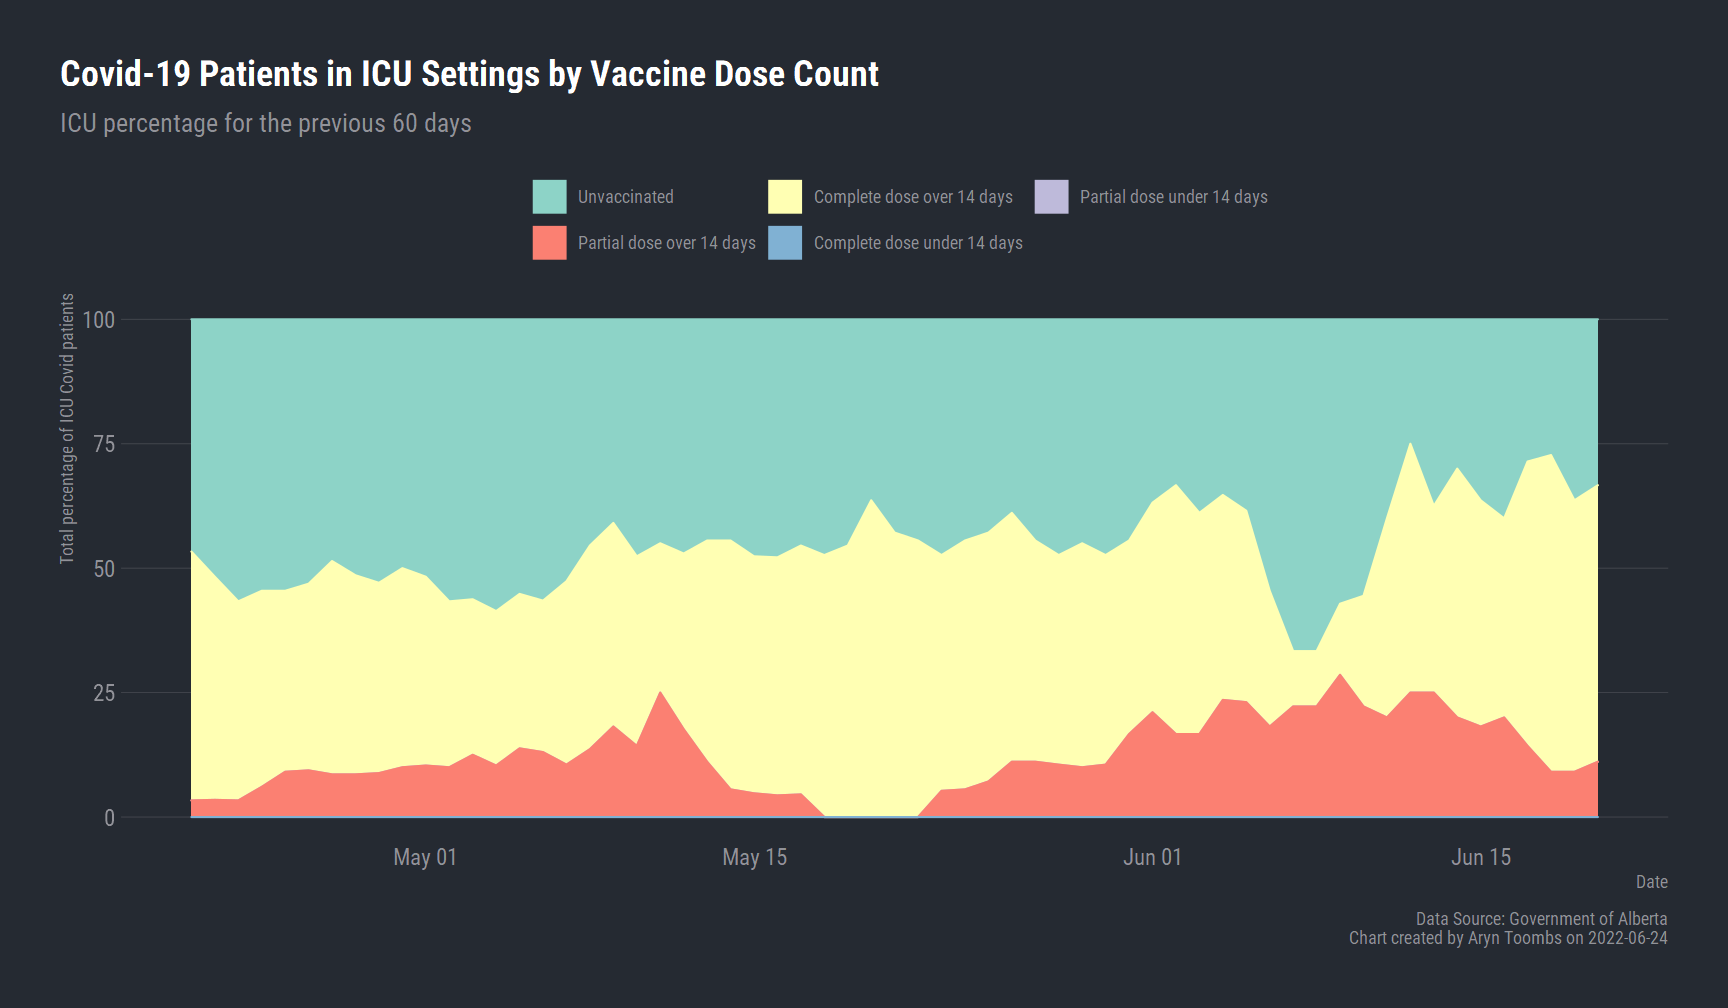 Covid-19 Patients in ICU Settings by Vaccine Dose Count
ICU percentage for the previous 60 days
Unvaccinated
Complete dose over 14 days
Partial dose under 14 days
Partial dose over 14 days
Complete dose under 14 days
Total percentage of ICU Covid patients
100
75
50
25
0
May 01
May 15
Jun 01
Jun 15
Date
Data Source: Government of Alberta
Chart created by Aryn Toombs on 2022-06-24